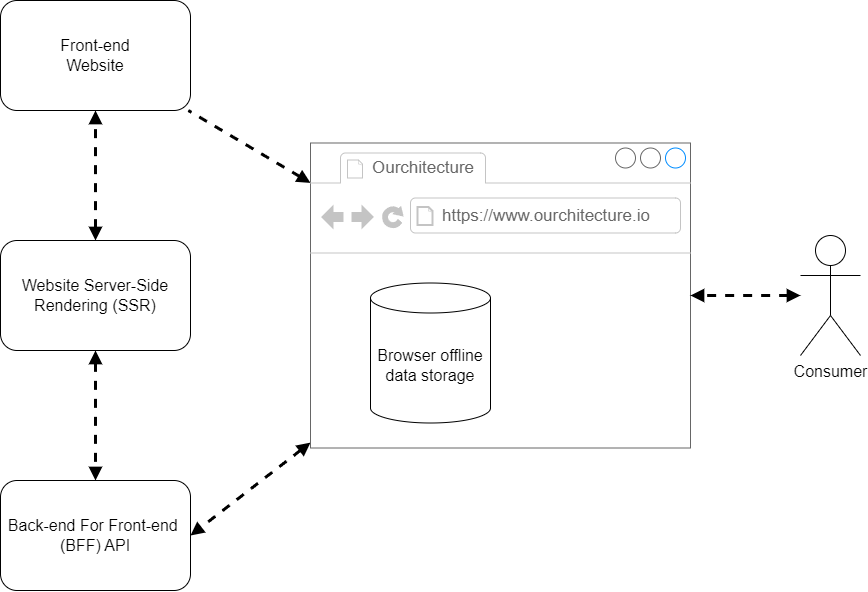 Front-end
Website
Ourchitecture
https://www.ourchitecture.io
Website Server-Side
Rendering (SSR)
Browser offline
data storage
Consumer
Back-end For Front-end
(BFF) API